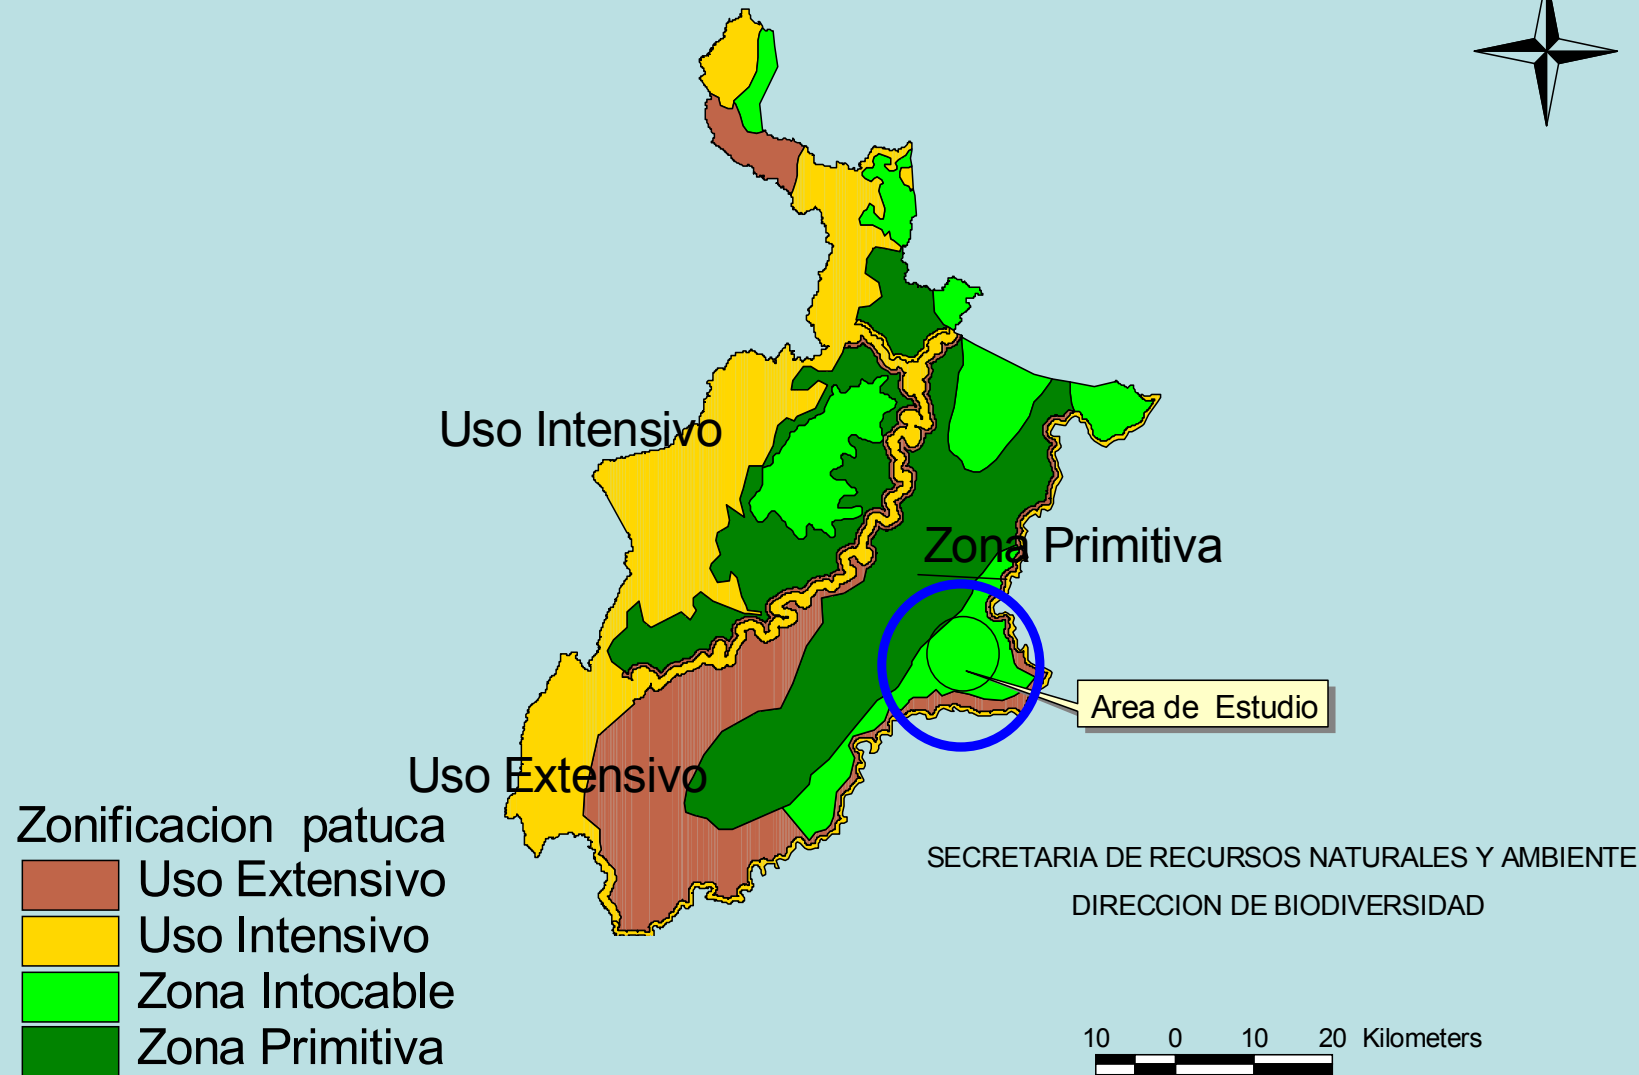 Uso Intensivo
Zona Primitiva
Area de Estudio
Uso Extensivo
Zonificacion patuca
Uso Extensivo
Uso Intensivo
Zona Intocable
Zona Primitiva
SECRETARIA DE RECURSOS NATURALES Y AMBIENTE
DIRECCION DE BIODIVERSIDAD
10 0 10 20 Kilometers